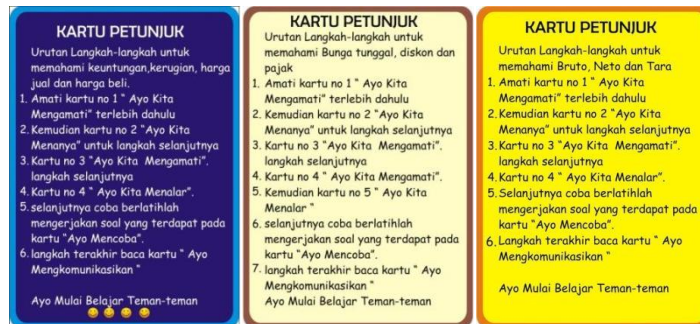 KARTU PETUNJUK
Urutan Langkah-langkah untuk
memahami keuntungan,kerugian, harga
jual dan harga beli.
1. Amati kartu no 1 “ Ayo Kita
Mengamati” terlebih dahulu
2. Kemudian kartu no 2 “Ayo Kita
Menanya” untuk langkah selanjutnya
3. Kartu no 3 “Ayo Kita Mengamati”.
langkah selanjutnya
4. Kartu no 4 “ Ayo Kita Menalar”.
5. selanjutnya coba berlatihlah
mengerjakan soal yang terdapat pada
kartu “Ayo Mencoba”.
6. langkah terakhir baca kartu “ Ayo
Mengkomunikasikan “
Ayo Mulai Belajar Teman-teman
KARTU PETUNJUK
Urutan Langkah-langkah untuk
memahami Bunga tunggal, diskon dan
pajak
1. Amati kartu no 1 “ Ayo Kita
Mengamati” terlebih dahulu
2. Kemudian kartu no 2 “Ayo Kita
Menanya” untuk langkah selanjutnya
3. Kartu no 3 “Ayo Kita Mengamati”.
langkah selanjutnya
4. Kartu no 4 “ Ayo Kita Mengamati”.
5. Kemudian kartu no 5 “ Ayo Kita
Menalar “
6. selanjutnya coba berlatihlah
mengerjakan soal yang terdapat pada
kartu “Ayo Mencoba”.
7. langkah terakhir baca kartu “ Ayo
Mengkomunikasikan “
Ayo Mulai Belajar Teman-teman
KARTU PETUNJUK
Urutan Langkah-langkah untuk
memahami Bruto, Neto dan Tara
1. Amati kartu no 1 “ Ayo Kita
Mengamati” terlebih dahulu
2. Kemudian kartu no 2 “Ayo Kita
Menanya” untuk langkah selanjutnya
3. Kartu no 3 “Ayo Kita Mengamati”.
langkah selanjutnya
4. Kartu no 4 “ Ayo Kita Menalar”.
5. Selanjutnya coba berlatihlah
mengerjakan soal yang terdapat pada
kartu “Ayo Mencoba”.
6. Langkah terakhir baca kartu “ Ayo
Mengkomunikasikan “
Ayo Mulai Belajar Teman-teman